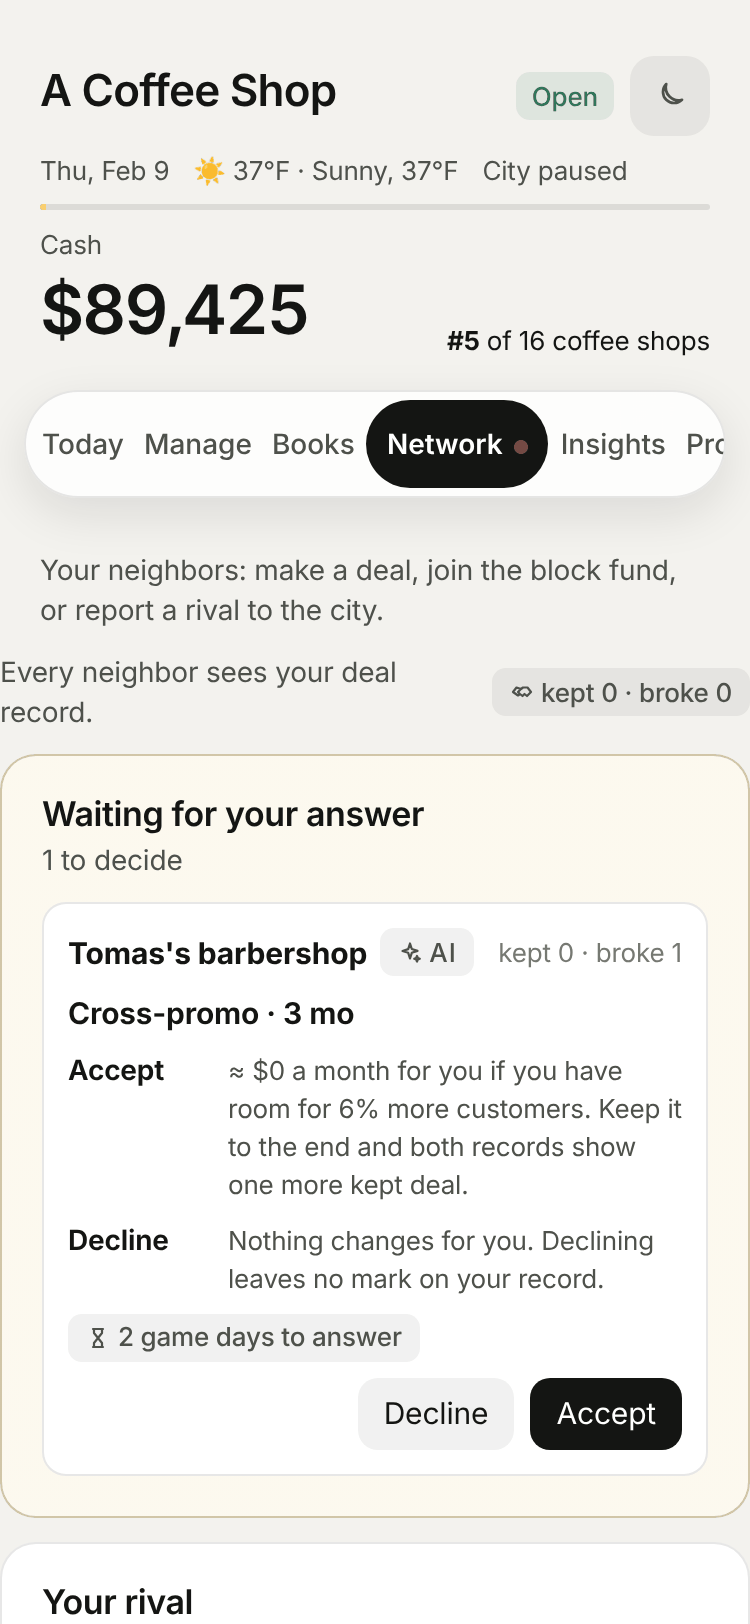 A Coffee Shop
Open
Thu, Feb 9 ☀️ 37°F · Sunny, 37°F City paused
Cash
$89,425
#5 of 16 coffee shops
Today Manage Books Network Insights Pro
Your neighbors: make a deal, join the block fund,
or report a rival to the city.
Every neighbor sees your deal
record.
kept 0 · broke 0
Waiting for your answer
1 to decide
Tomas's barbershop AI kept 0 · broke 1
Cross-promo · 3 mo
Accept
≈ $0 a month for you if you have
room for 6% more customers. Keep it
to the end and both records show
one more kept deal.
Decline
Nothing changes for you. Declining
leaves no mark on your record.
2 game days to answer
Decline Accept
Your rival